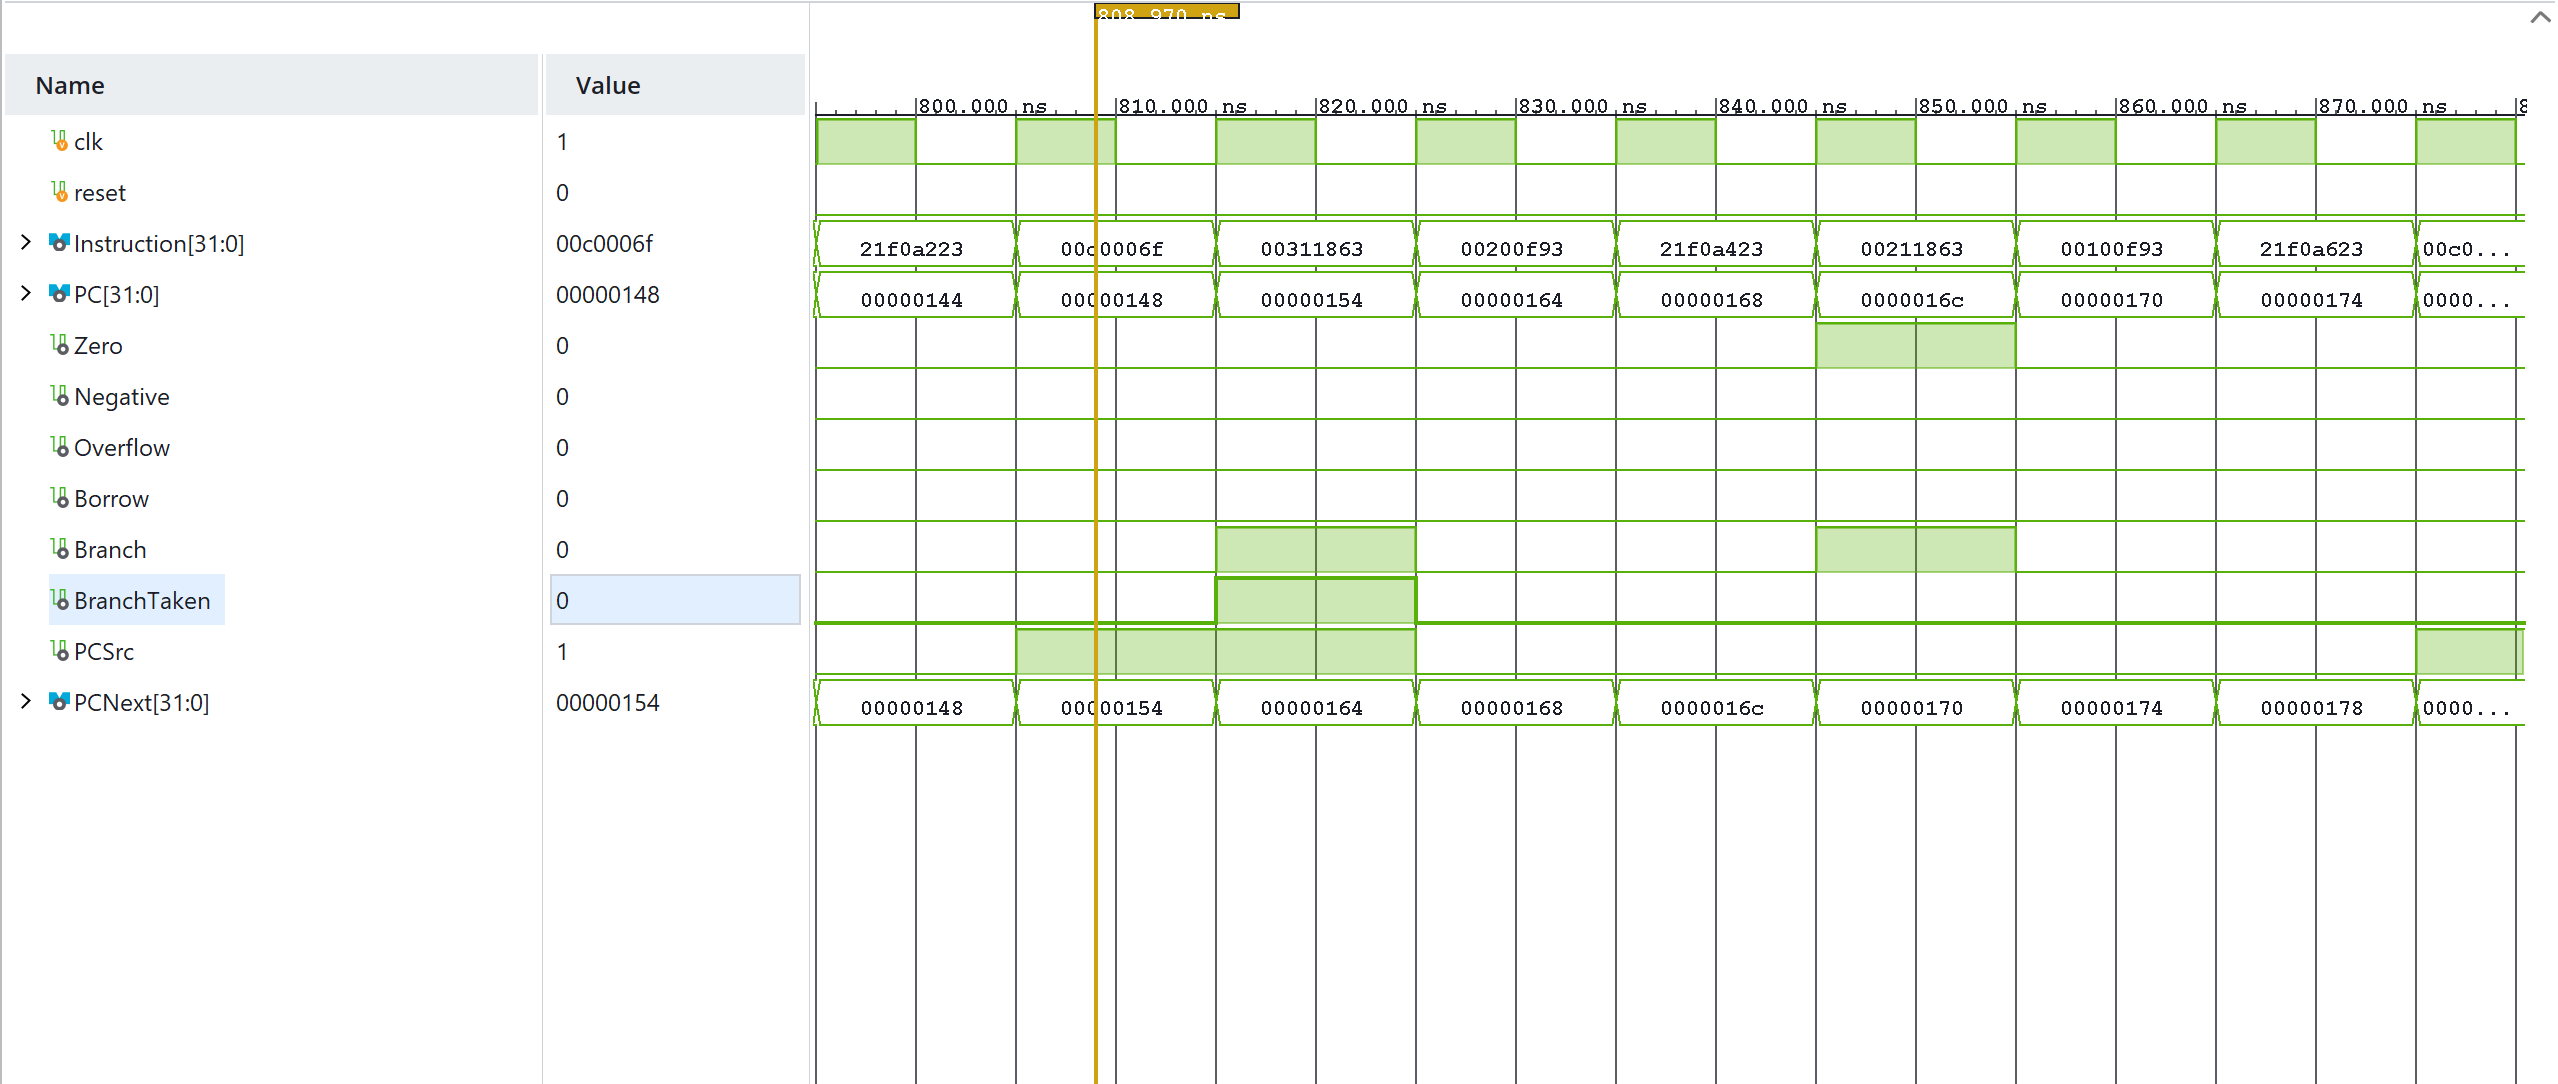 808.970 ns
Name Value
800.000 ns 810.000 ns 820.000 ns 830.000 ns 840.000 ns 850.000 ns 860.000 ns 870.000 ns 8
clk 1
reset 0
Instruction[31:0] 00c0006f 21f0a223 00c0006f 00311863 00200f93 21f0a423 00211863 00100f93 21f0a623 00c0...
PC[31:0] 00000148 00000144 00000148 00000154 00000164 00000168 0000016c 00000170 00000174 0000...
Zero 0
Negative 0
Overflow 0
Borrow 0
Branch 0
BranchTaken 0
PCSrc 1
PCNext[31:0] 00000154 00000148 00000154 00000164 00000168 0000016c 00000170 00000174 00000178 0000...